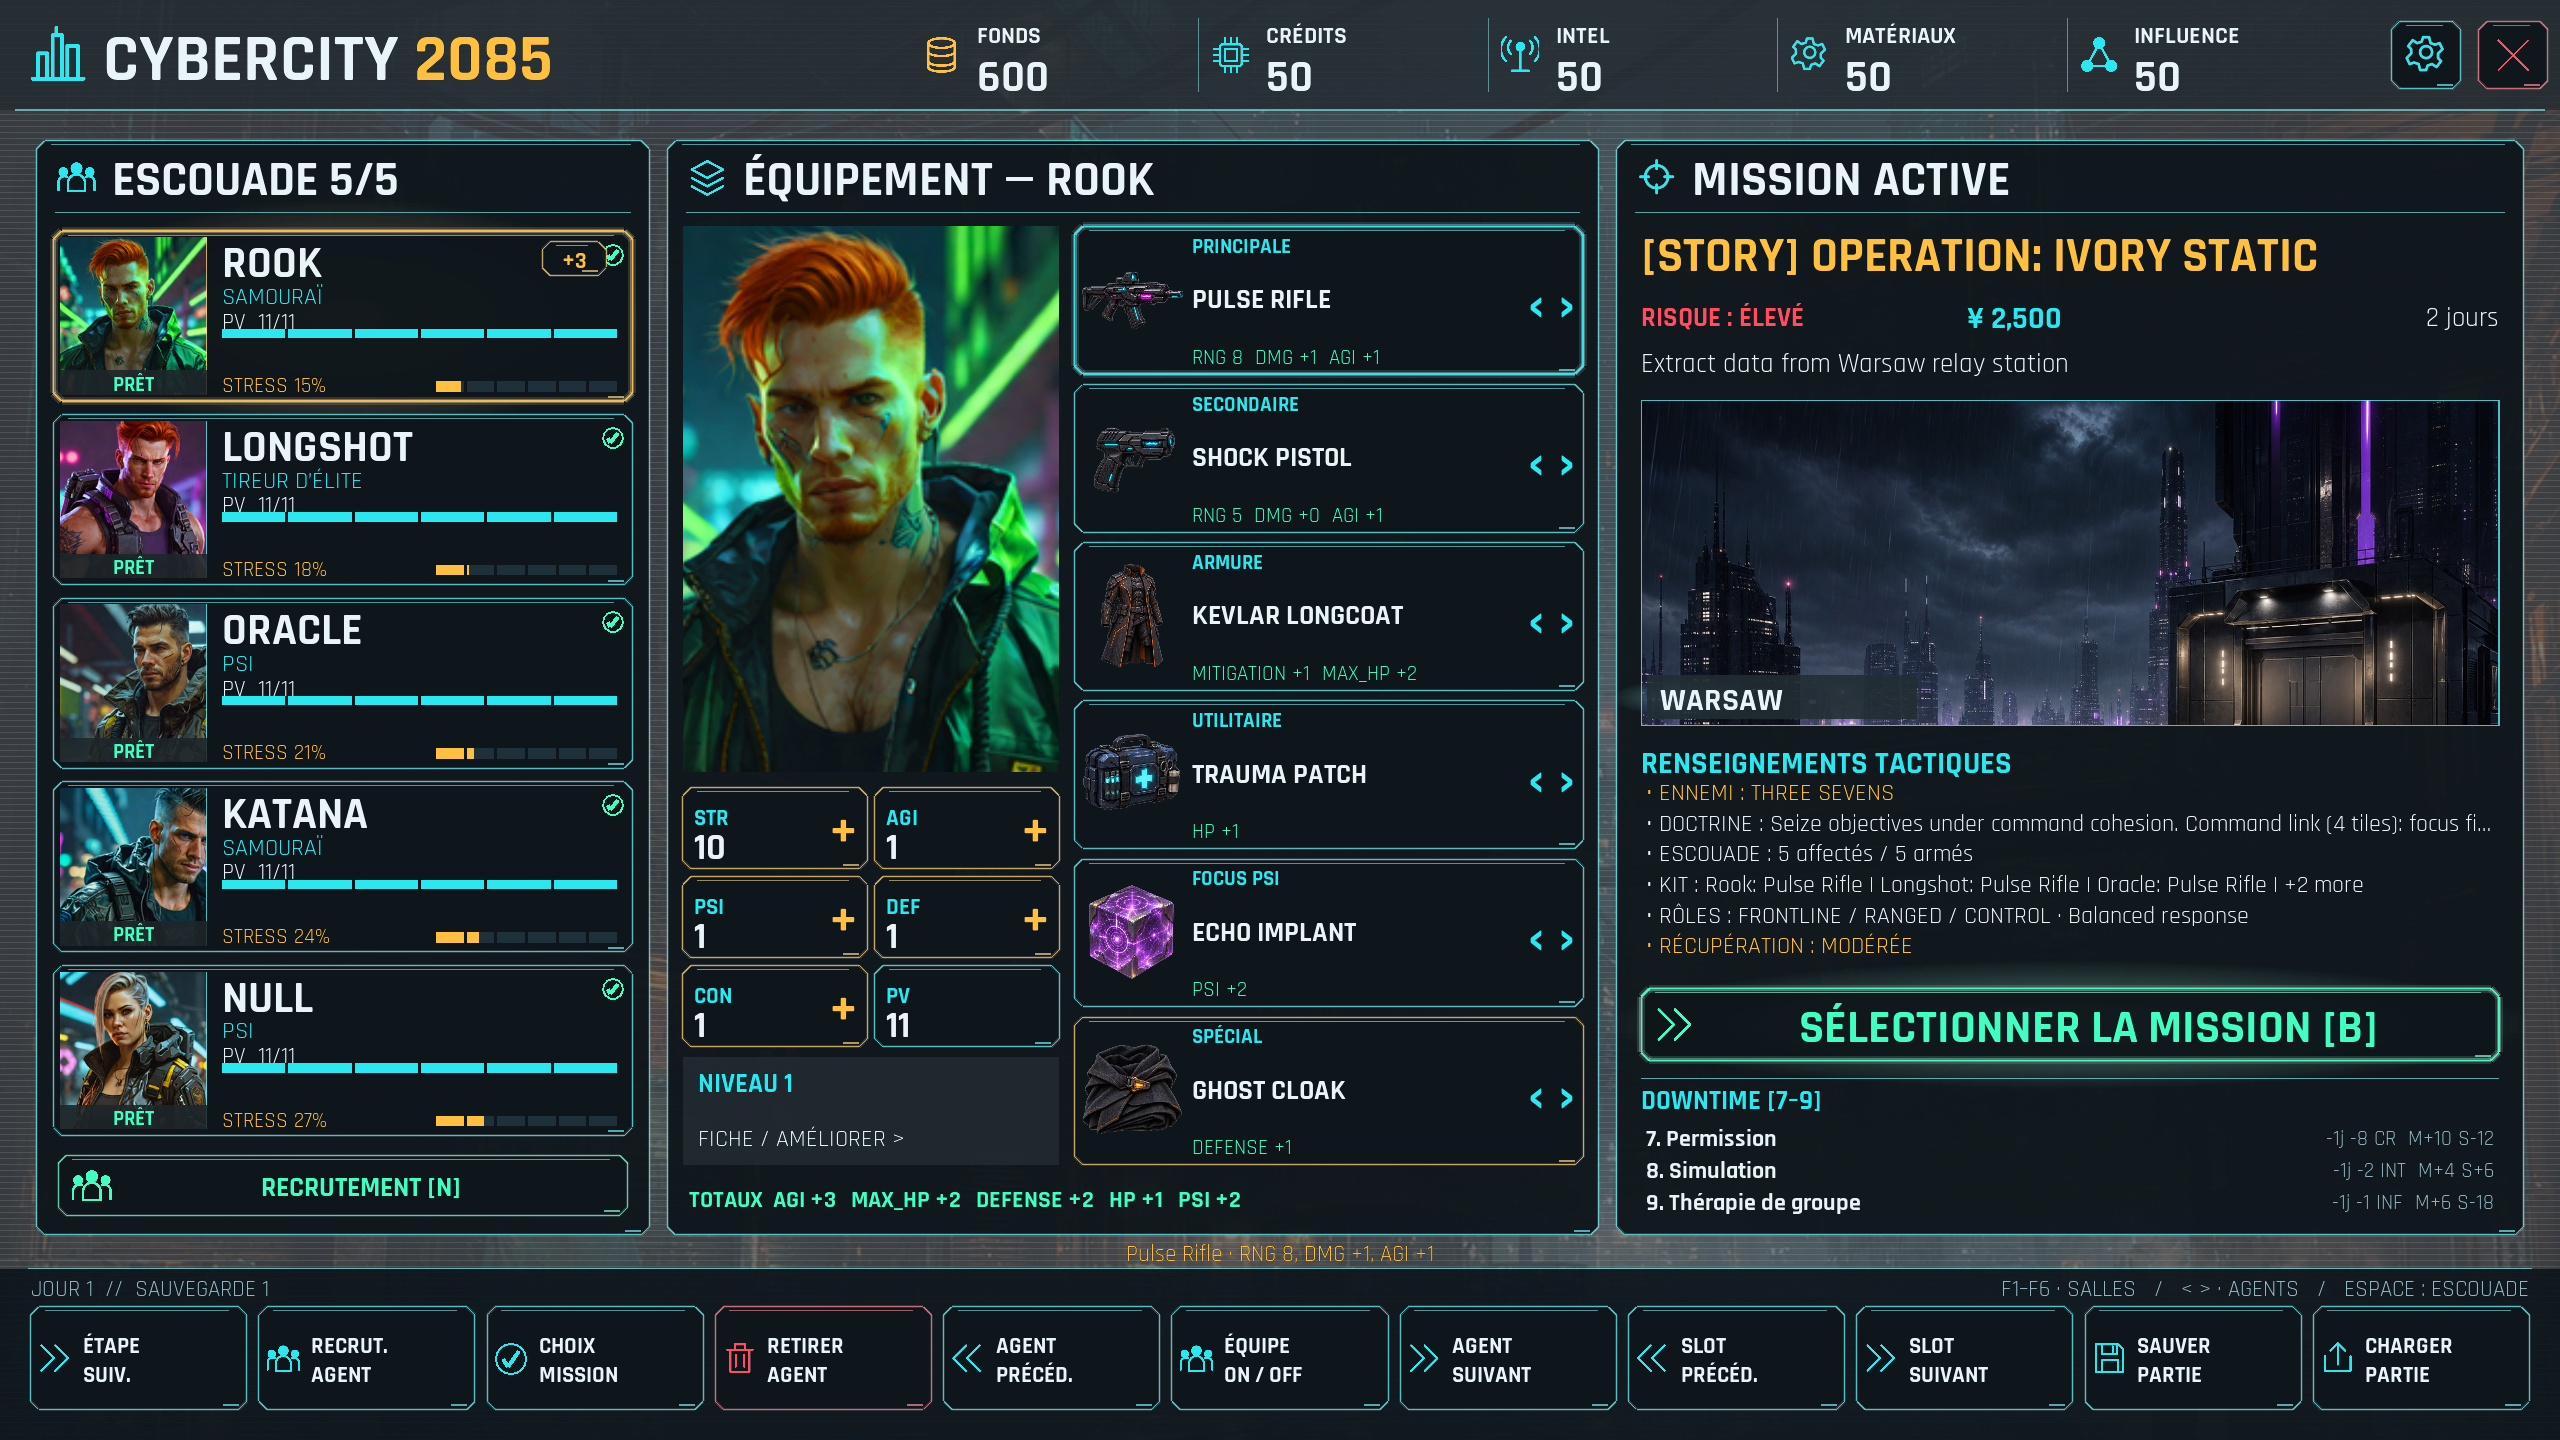 CYBERCITY 2085
FONDS
600
CRÉDITS
50
INTEL
50
MATÉRIAUX
50
INFLUENCE
50
ESCOUADE 5/5
ROOK
+3
SAMOURAÏ
PV 11/11
STRESS 15%
PRÊT
LONGSHOT
TIREUR D'ÉLITE
PV 11/11
STRESS 18%
PRÊT
ORACLE
PSI
PV 11/11
STRESS 21%
PRÊT
KATANA
SAMOURAÏ
PV 11/11
STRESS 24%
PRÊT
NULL
PSI
PV 11/11
STRESS 27%
PRÊT
RECRUTEMENT [N]
ÉQUIPEMENT — ROOK
STR
10
+
AGI
1
+
PSI
1
+
DEF
1
+
CON
1
+
PV
11
NIVEAU 1
FICHE / AMÉLIORER >
PRINCIPALE
PULSE RIFLE
< >
RNG 8 DMG +1 AGI +1
SECONDAIRE
SHOCK PISTOL
< >
RNG 5 DMG +0 AGI +1
ARMURE
KEVLAR LONGCOAT
< >
MITIGATION +1 MAX_HP +2
UTILITAIRE
TRAUMA PATCH
< >
HP +1
FOCUS PSI
ECHO IMPLANT
< >
PSI +2
SPÉCIAL
GHOST CLOAK
< >
DEFENSE +1
TOTAUX AGI +3 MAX_HP +2 DEFENSE +2 HP +1 PSI +2
MISSION ACTIVE
[STORY] OPERATION: IVORY STATIC
RISQUE : ÉLEVÉ ¥ 2,500 2 jours
Extract data from Warsaw relay station
WARSAW
RENSEIGNEMENTS TACTIQUES
· ENNEMI : THREE SEVENS
· DOCTRINE : Seize objectives under command cohesion. Command link (4 tiles): focus fi...
· ESCOUADE : 5 affectés / 5 armés
· KIT : Rook: Pulse Rifle | Longshot: Pulse Rifle | Oracle: Pulse Rifle | +2 more
· RÔLES : FRONTLINE / RANGED / CONTROL · Balanced response
· RÉCUPÉRATION : MODÉRÉE
SÉLECTIONNER LA MISSION [B]
DOWNTIME [7-9]
7. Permission -1j -8 CR M+10 S-12
8. Simulation -1j -2 INT M+4 S+6
9. Thérapie de groupe -1j -1 INF M+6 S-18
Pulse Rifle · RNG 8, DMG +1, AGI +1
JOUR 1 // SAUVEGARDE 1
F1-F6 · SALLES / < > · AGENTS / ESPACE : ESCOUADE
ÉTAPE
SUIV.
RECRUT.
AGENT
CHOIX
MISSION
RETIRER
AGENT
AGENT
PRÉCÉD.
ÉQUIPE
ON / OFF
AGENT
SUIVANT
SLOT
PRÉCÉD.
SLOT
SUIVANT
SAUVER
PARTIE
CHARGER
PARTIE